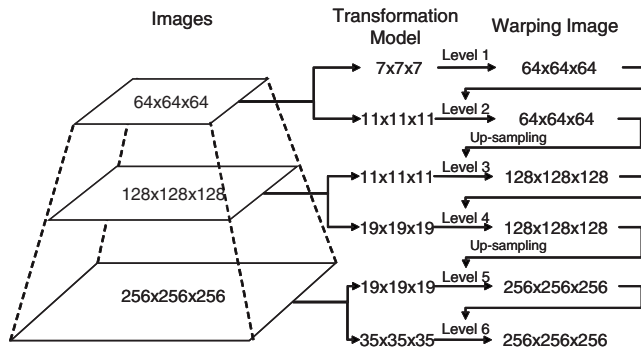 Images
Transformation Model
Warping Image
64x64x64
7x7x7
Level 1
64x64x64
11x11x11
Level 2
64x64x64
Up-sampling
128x128x128
11x11x11
Level 3
128x128x128
19x19x19
Level 4
128x128x128
Up-sampling
256x256x256
19x19x19
Level 5
256x256x256
35x35x35
Level 6
256x256x256